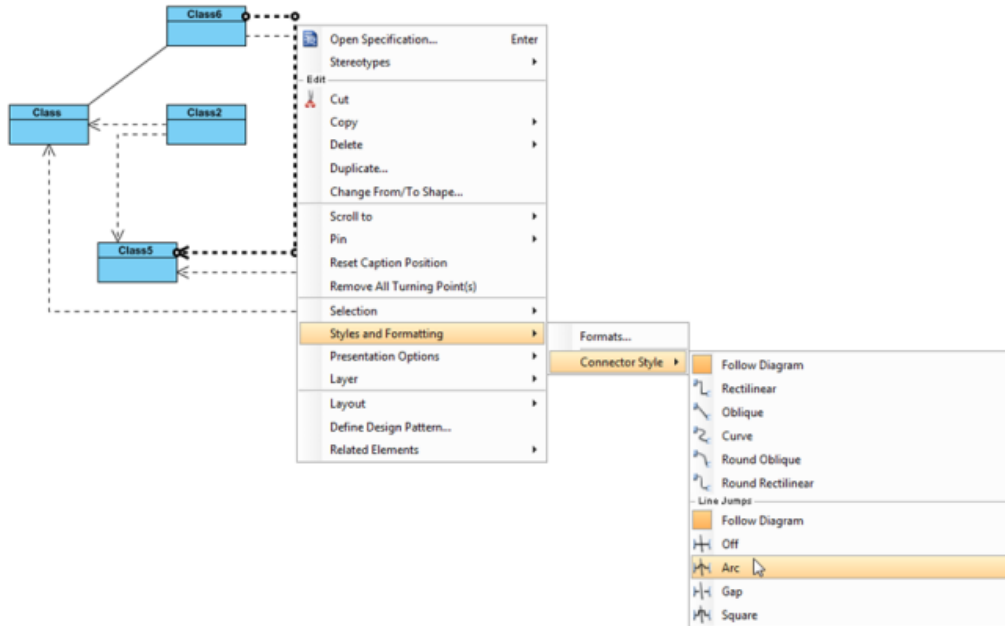 Class6
Class
Class2
Class5
Open Specification... Enter
Stereotypes
Edit
Cut
Copy
Delete
Duplicate...
Change From/To Shape...
Scroll to
Pin
Reset Caption Position
Remove All Turning Point(s)
Selection
Styles and Formatting
Presentation Options
Layer
Layout
Define Design Pattern...
Related Elements
Formats...
Connector Style
Follow Diagram
Rectilinear
Oblique
Curve
Round Oblique
Round Rectilinear
Line Jumps
Follow Diagram
Off
Arc
Gap
Square